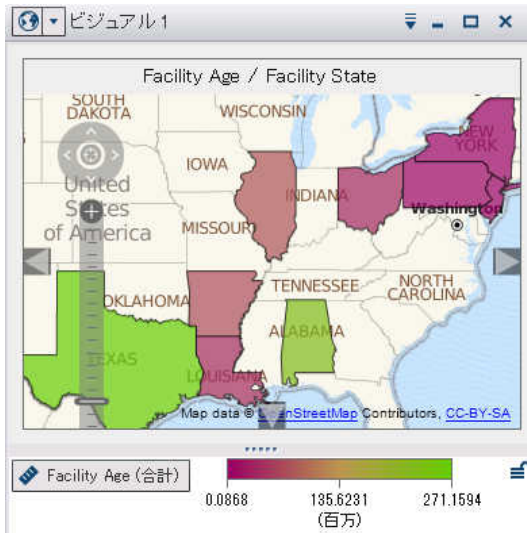 ビジュアル 1
Facility Age / Facility State
SOUTH
DAKOTA
WISCONSIN
NEW
YORK
IOWA
United
States
of America
INDIANA
MISSOURI
Washington
OKLAHOMA
TENNESSEE
NORTH
CAROLINA
ALABAMA
TEXAS
LOUISIANA
Map data © OpenStreetMap Contributors, CC-BY-SA
Facility Age (合計)
0.0868 135.6231 271.1594
(百万)